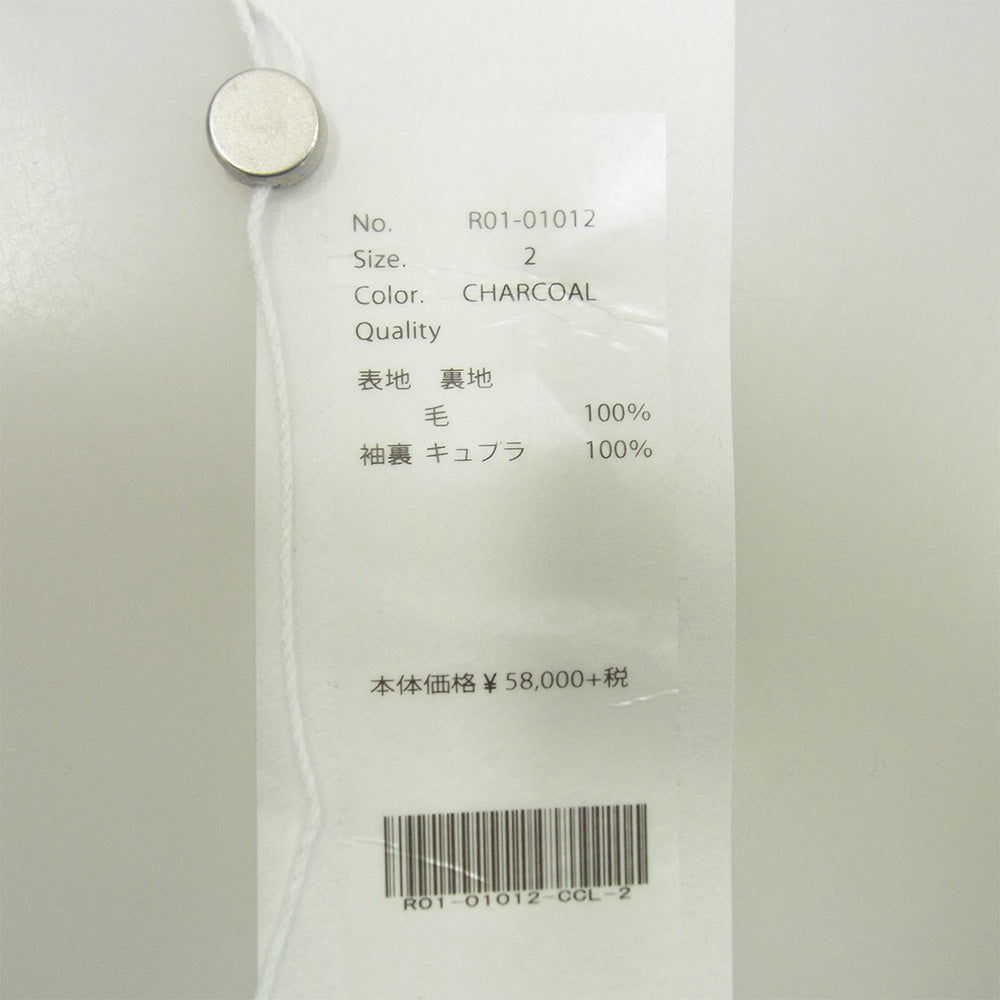 No. R01-01012
Size. 2
Color. CHARCOAL
Quality
表地 裏地
毛 100%
袖裏 キュプラ 100%
本体価格¥58,000+税
R01-01012-CCL-2